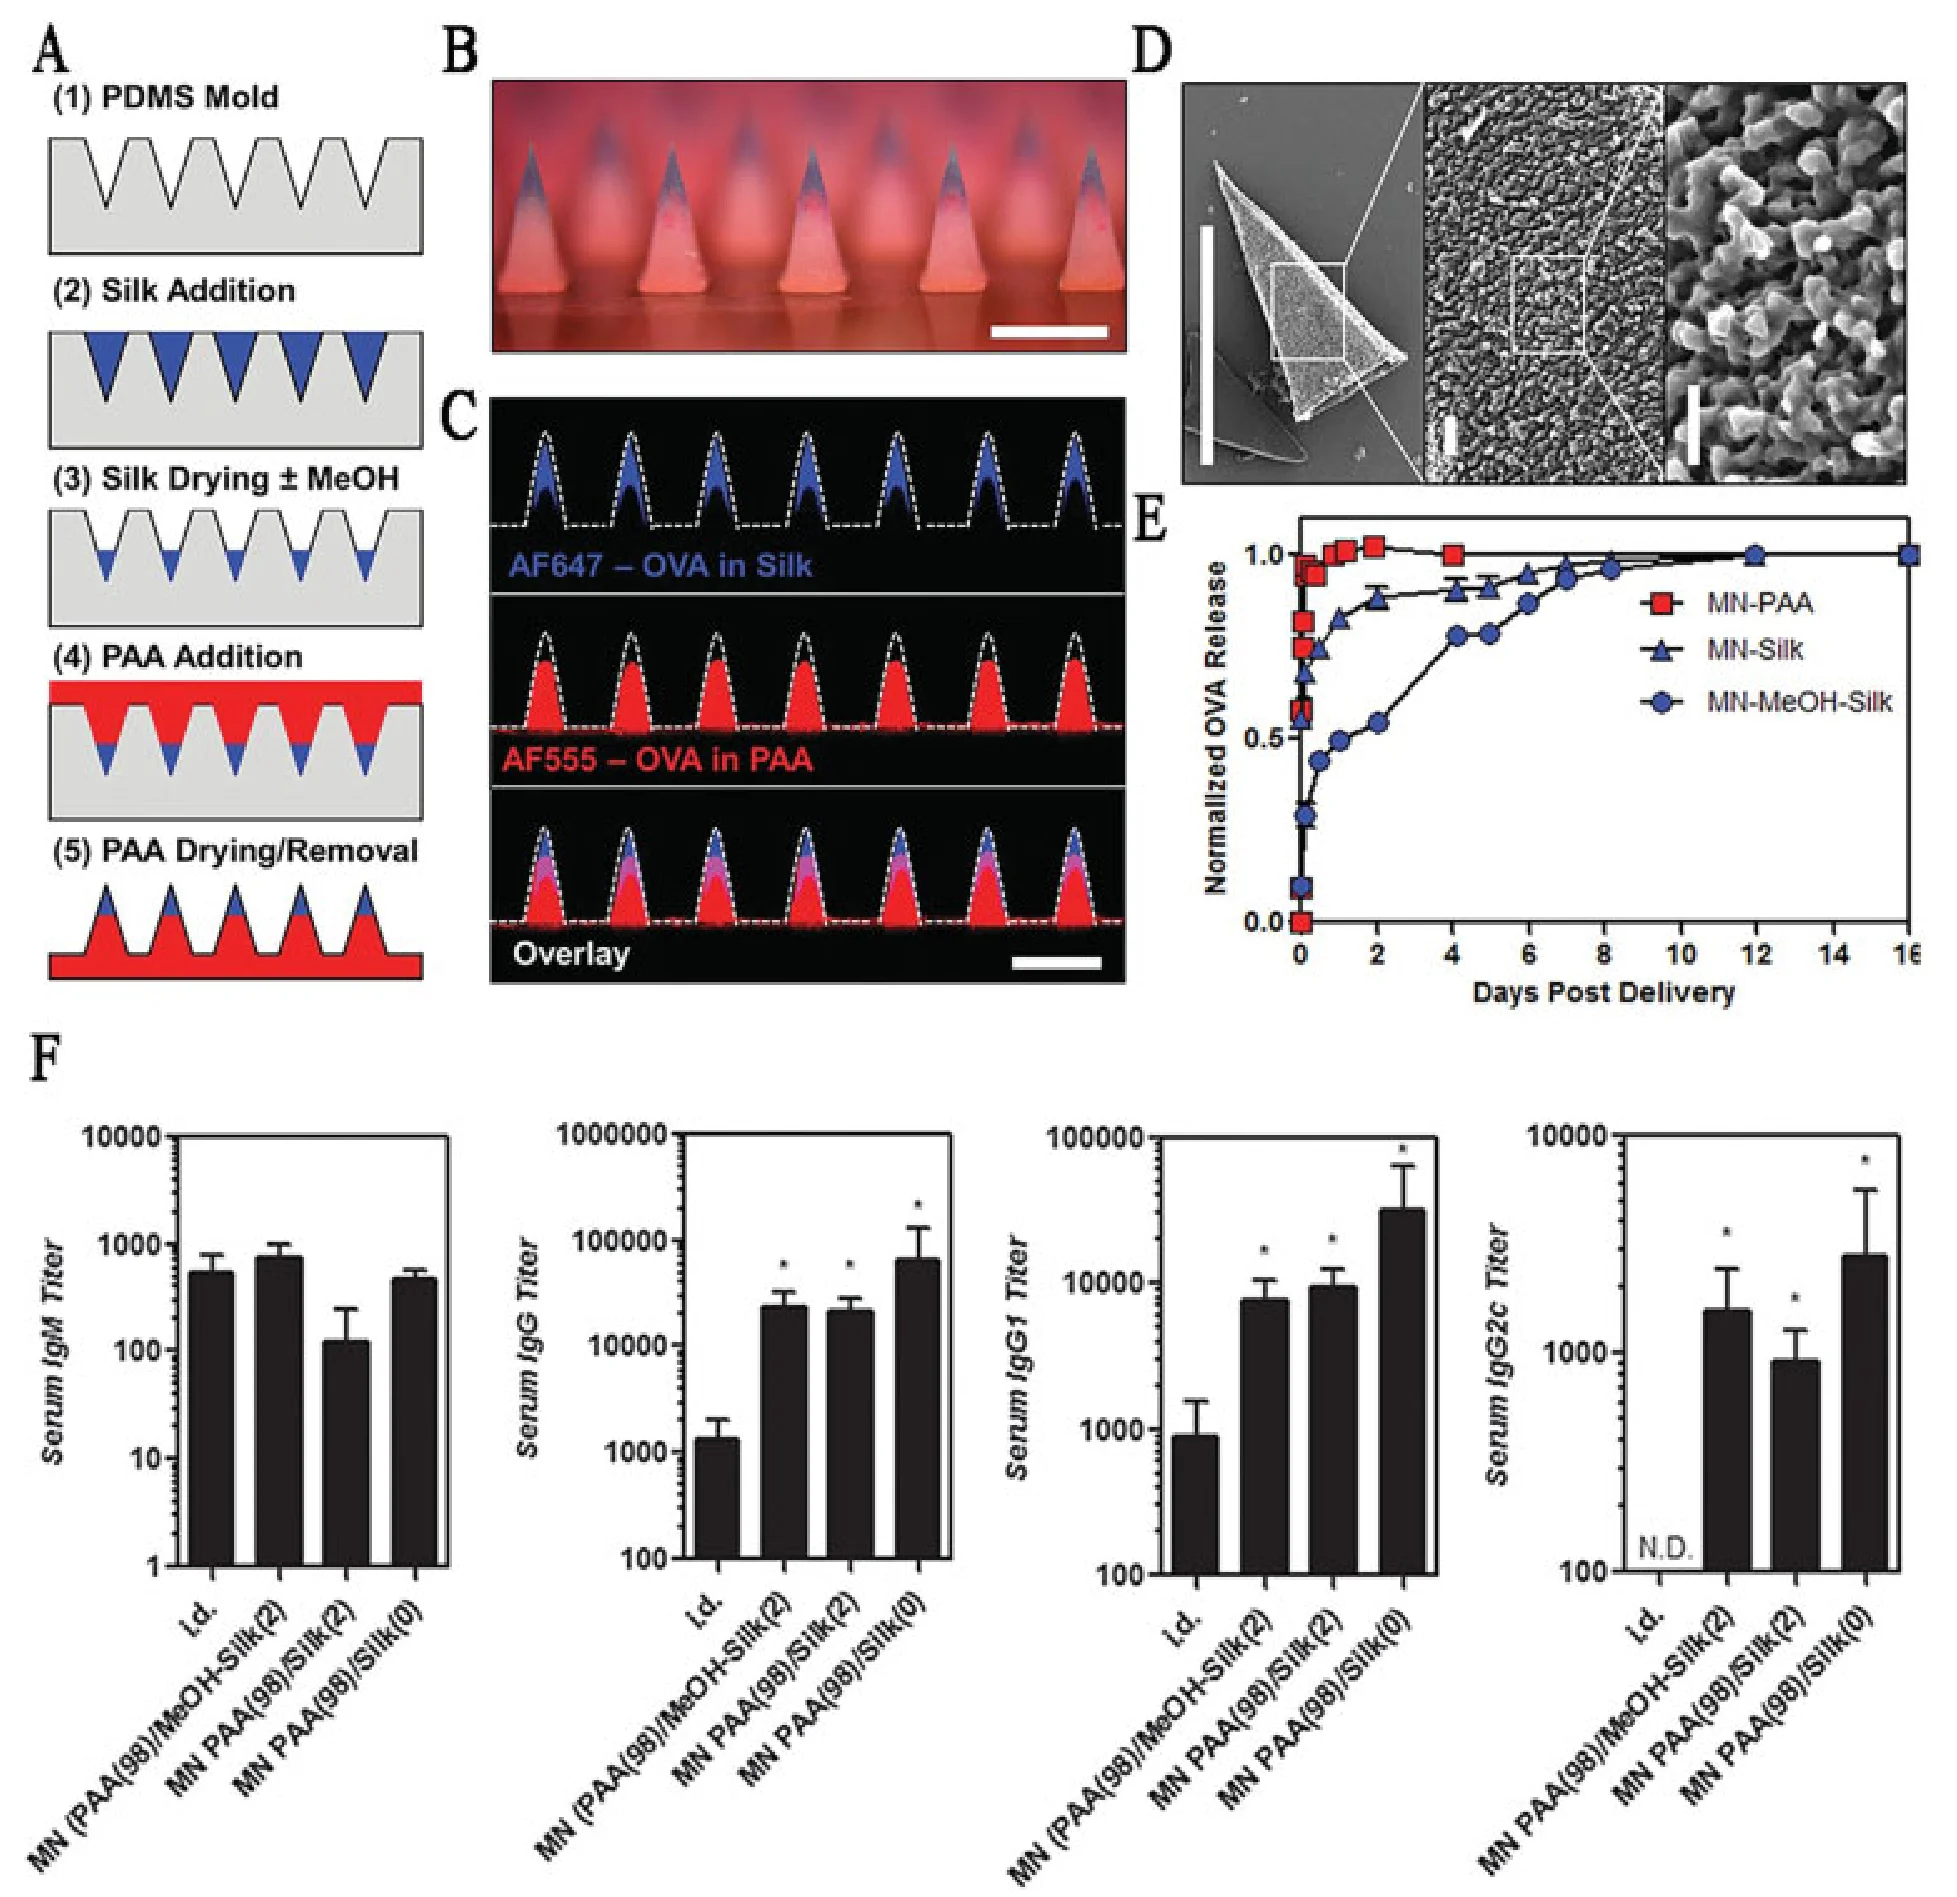 A
(1) PDMS Mold
(2) Silk Addition
(3) Silk Drying ± MeOH
(4) PAA Addition
(5) PAA Drying/Removal
B
C
AF647 – OVA in Silk
AF555 – OVA in PAA
Overlay
D
E
Normalized OVA Release
1.0
0.5
0.0
0 2 4 6 8 10 12 14 16
Days Post Delivery
MN-PAA
MN-Silk
MN-MeOH-Silk
F
Serum IgM Titer
10000
1000
100
10
1
i.d.
MN (PAA(98)/MeOH-Silk(2)
MN PAA(98)/Silk(2)
MN PAA(98)/Silk(0)
Serum IgG Titer
1000000
100000
10000
1000
100
* * *
i.d.
MN (PAA(98)/MeOH-Silk(2)
MN PAA(98)/Silk(2)
MN PAA(98)/Silk(0)
Serum IgG1 Titer
100000
10000
1000
100
* * *
i.d.
MN (PAA(98)/MeOH-Silk(2)
MN PAA(98)/Silk(2)
MN PAA(98)/Silk(0)
Serum IgG2c Titer
10000
1000
100
* * *
N.D.
i.d.
MN PAA(98)/MeOH-Silk(2)
MN PAA(98)/Silk(2)
MN PAA(98)/Silk(0)